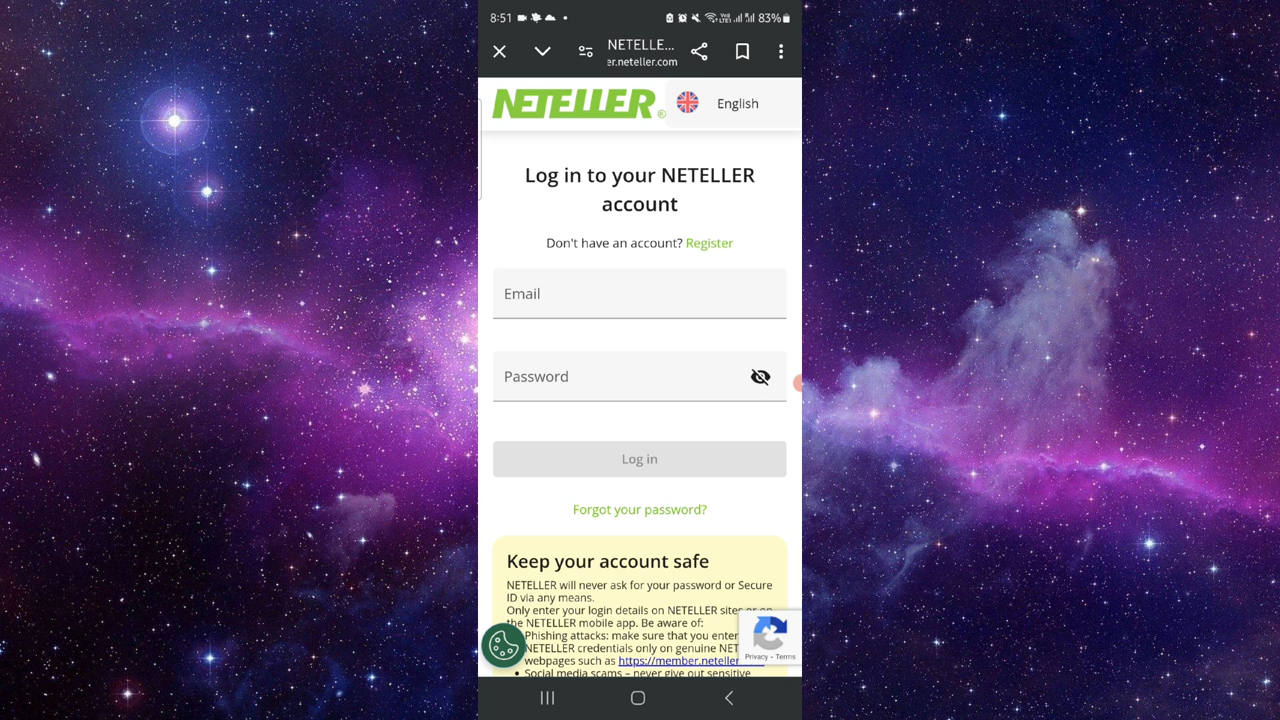 8:51
83%
NETELLE...
er.neteller.com
NETELLER®
English
Log in to your NETELLER
account
Don't have an account? Register
Email
Password
Log in
Forgot your password?
Keep your account safe
NETELLER will never ask for your password or Secure
ID via any means.
Only enter your login details on NETELLER sites or on
the NETELLER mobile app. Be aware of:
Phishing attacks: make sure that you enter
NETELLER credentials only on genuine NET
webpages such as https://member.neteller
• Social media scams – never give out sensitive
Privacy - Terms